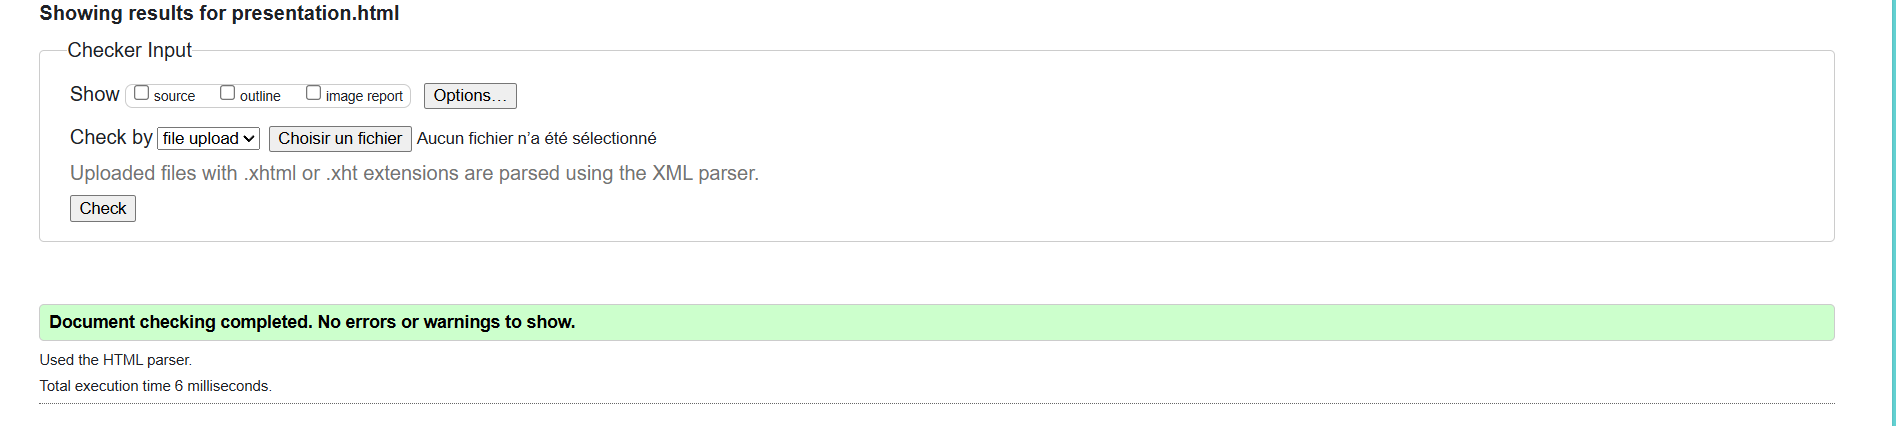 Showing results for presentation.html
Checker Input
Show source outline image report Options…
Check by file upload Choisir un fichier Aucun fichier n’a été sélectionné
Uploaded files with .xhtml or .xht extensions are parsed using the XML parser.
Check
Document checking completed. No errors or warnings to show.
Used the HTML parser.
Total execution time 6 milliseconds.